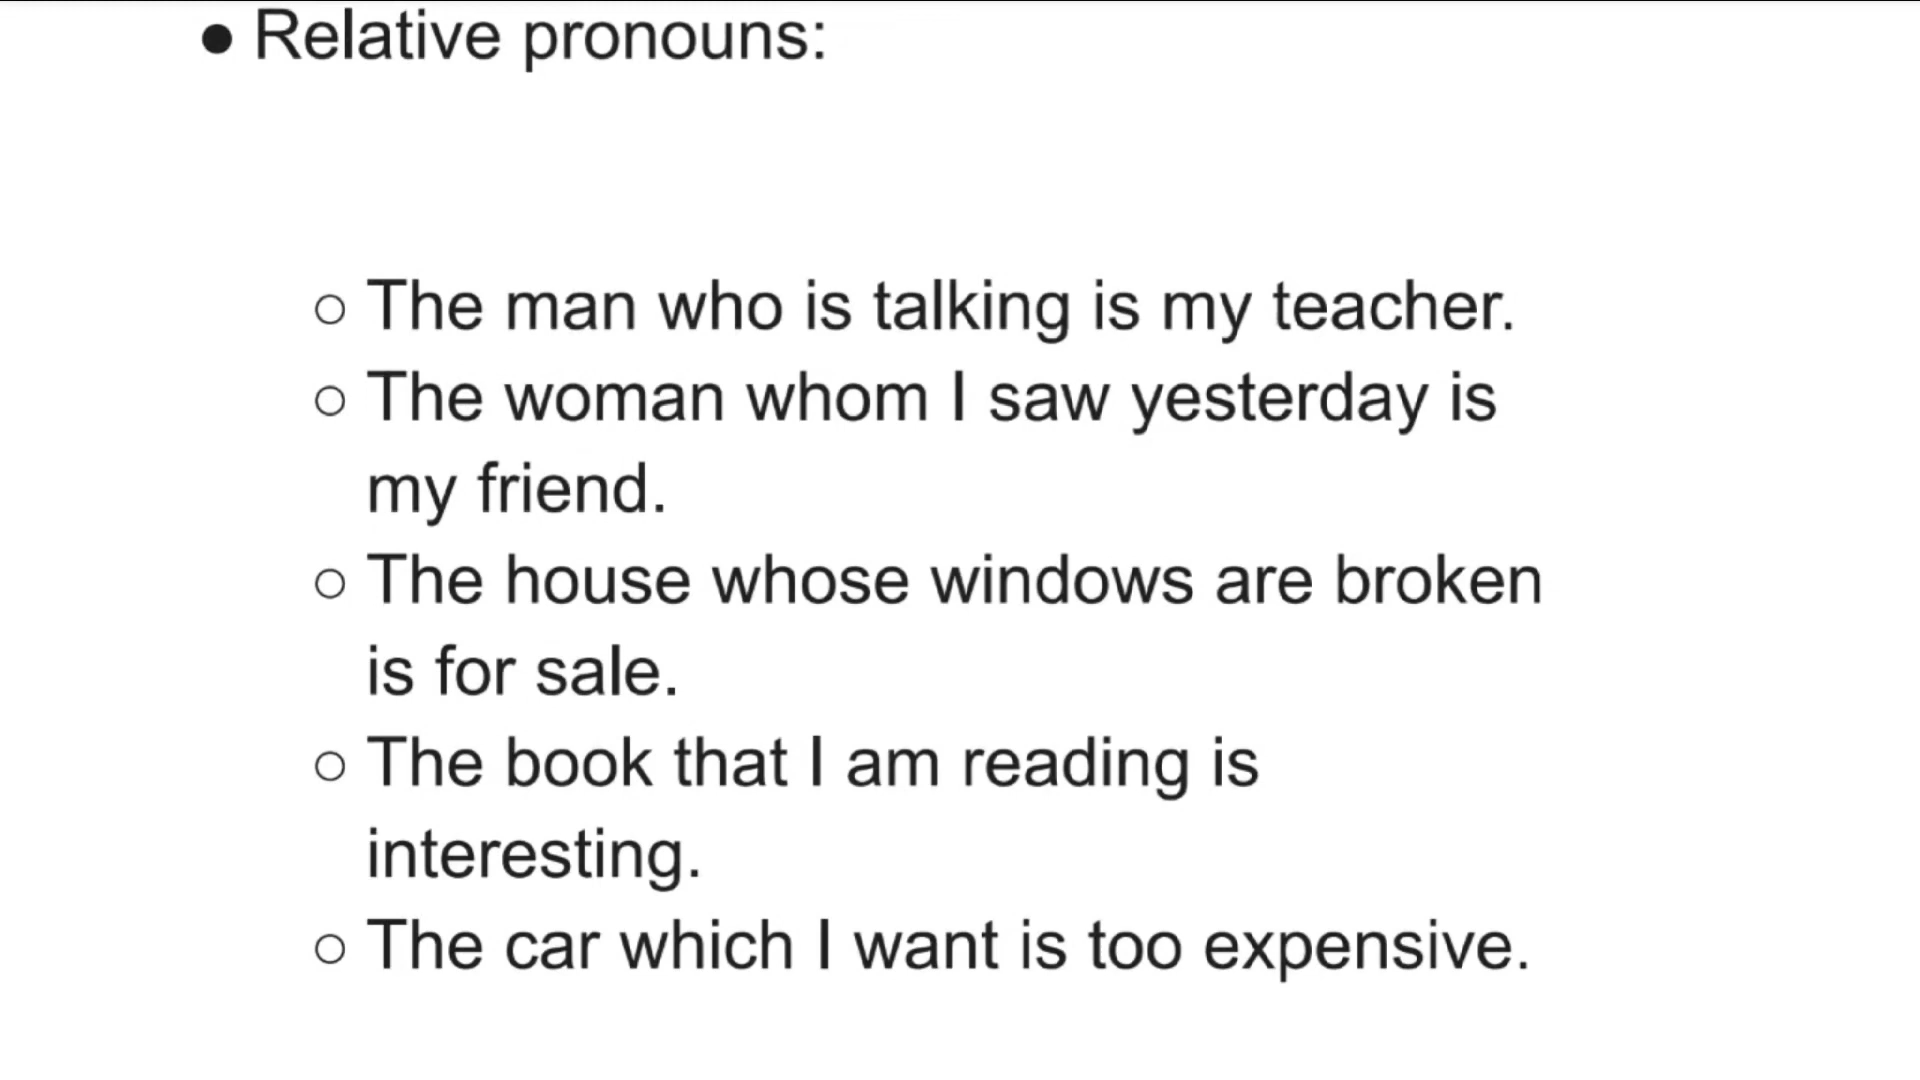 ● Relative pronouns:
○ The man who is talking is my teacher.
○ The woman whom I saw yesterday is
my friend.
○ The house whose windows are broken
is for sale.
○ The book that I am reading is
interesting.
○ The car which I want is too expensive.